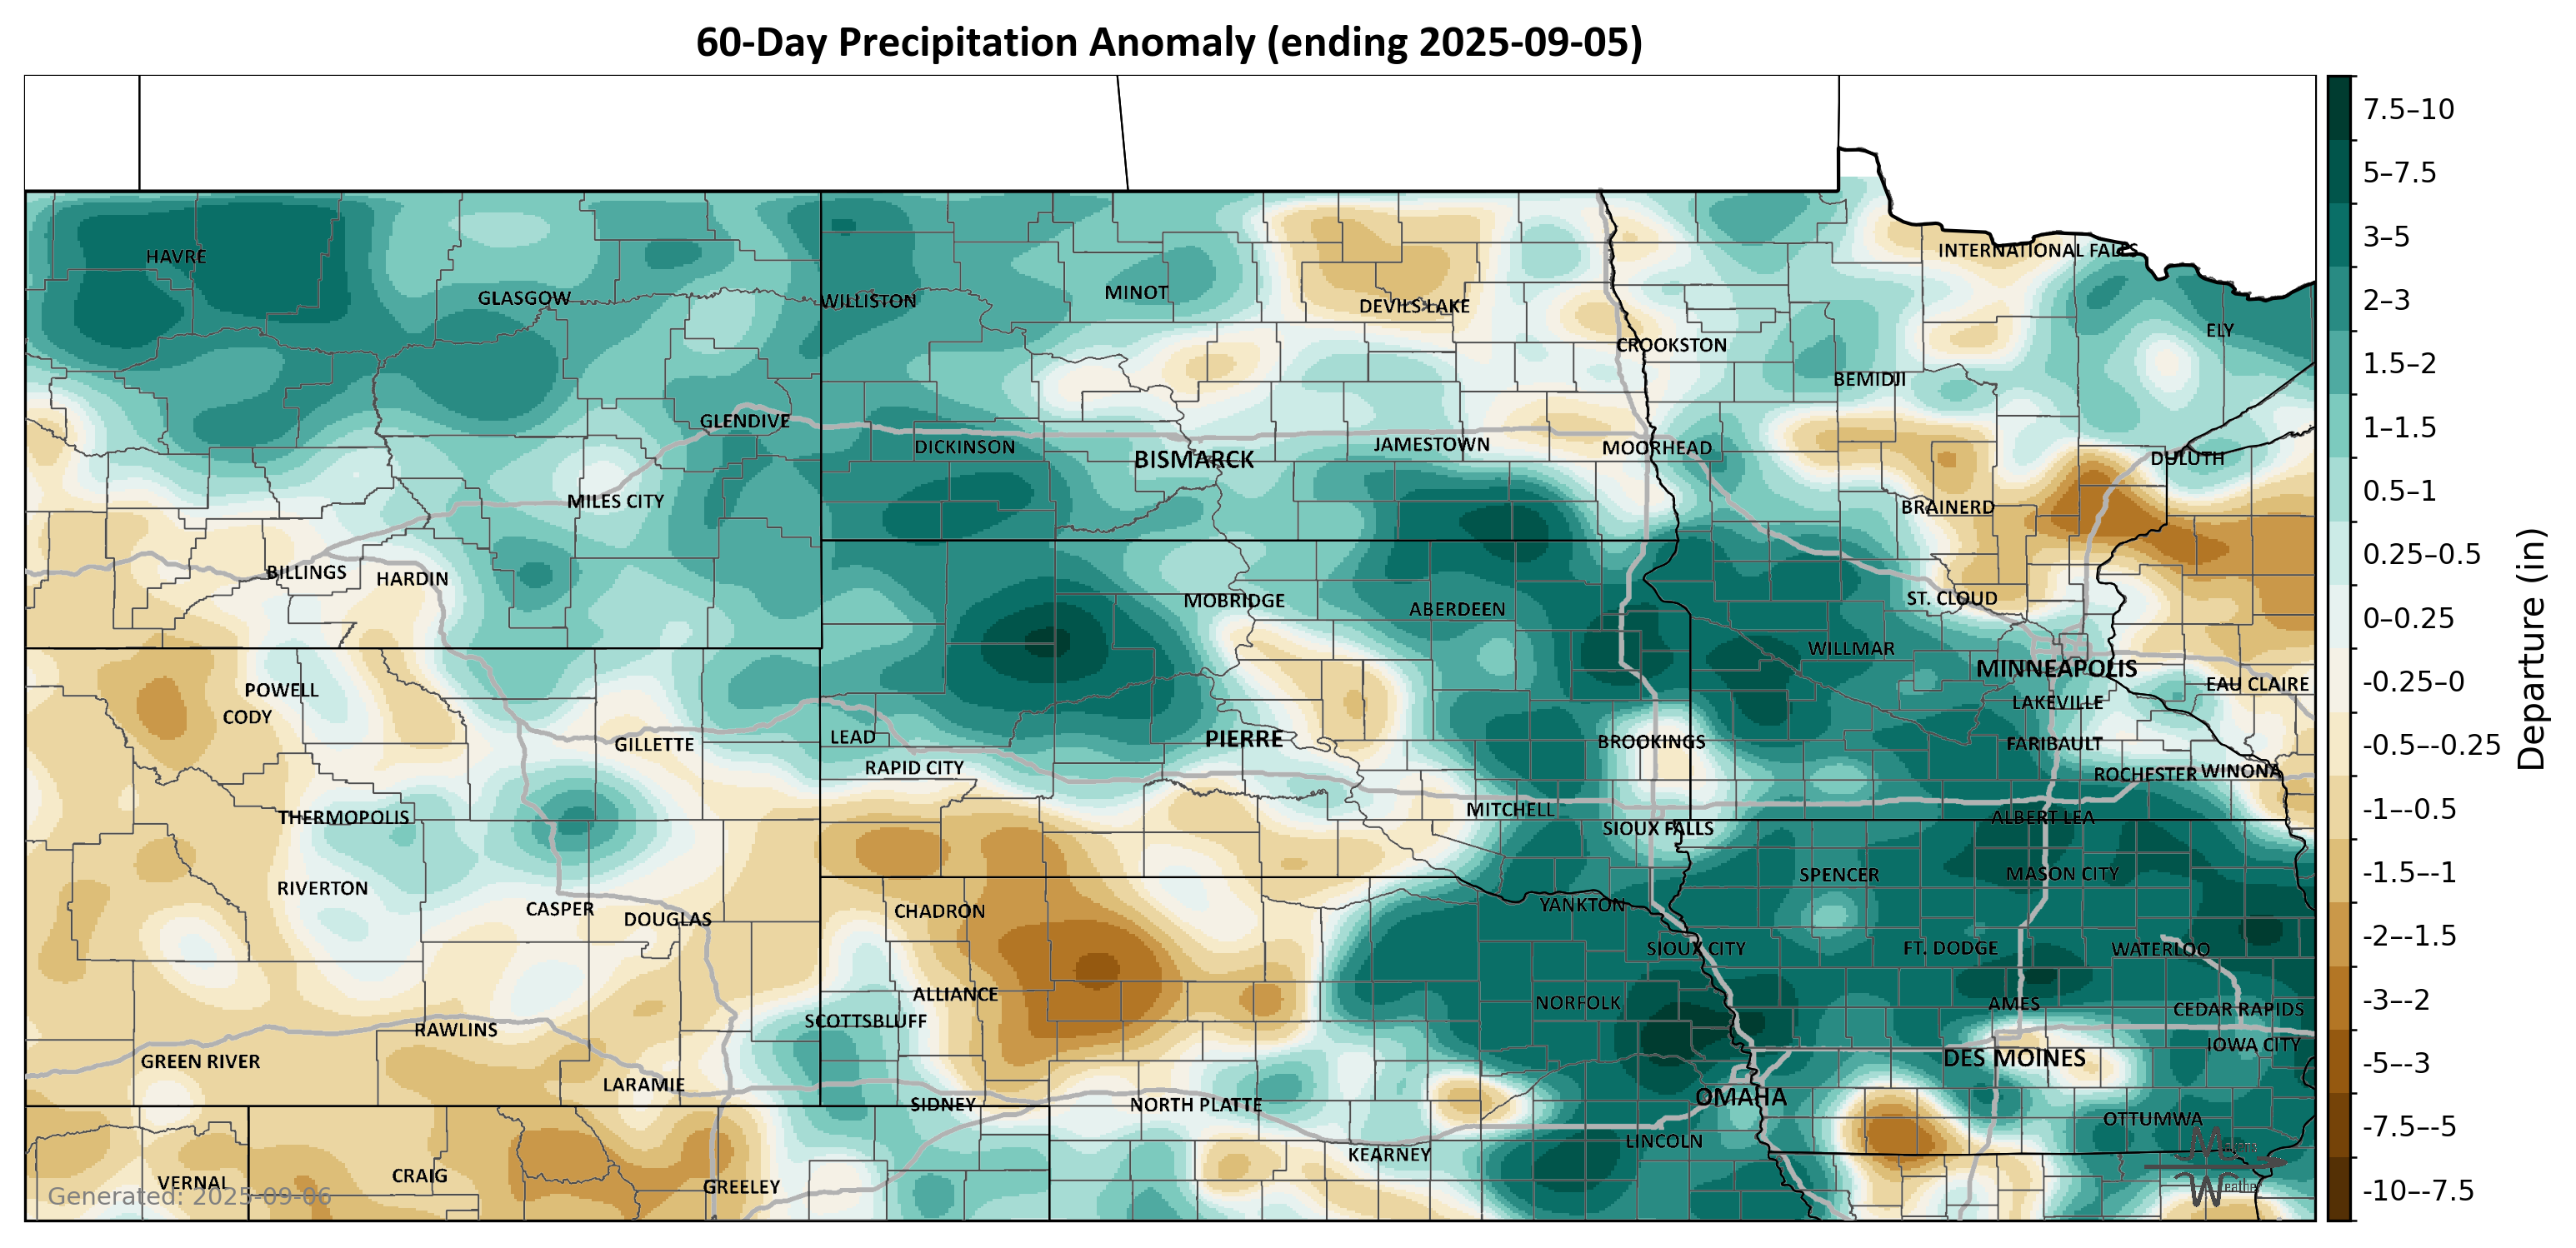 60-Day Precipitation Anomaly (ending 2025-09-05)
HAVRE
INTERNATIONAL FALLS
GLASGOW
WILLISTON
MINOT
DEVILS LAKE
ELY
CROOKSTON
BEMIDJI
GLENDIVE
DICKINSON
BISMARCK
JAMESTOWN
MOORHEAD
DULUTH
MILES CITY
BRAINERD
BILLINGS
HARDIN
MOBRIDGE
ABERDEEN
ST. CLOUD
WILLMAR
MINNEAPOLIS
POWELL
EAU CLAIRE
CODY
LAKEVILLE
GILLETTE
LEAD
PIERRE
BROOKINGS
FARIBAULT
RAPID CITY
ROCHESTER
WINONA
THERMOPOLIS
MITCHELL
ALBERT LEA
SIOUX FALLS
RIVERTON
SPENCER
MASON CITY
CASPER
DOUGLAS
CHADRON
YANKTON
SIOUX CITY
FT. DODGE
WATERLOO
ALLIANCE
NORFOLK
AMES
CEDAR RAPIDS
SCOTTSBLUFF
RAWLINS
IOWA CITY
GREEN RIVER
DES MOINES
LARAMIE
SIDNEY
NORTH PLATTE
OMAHA
OTTUMWA
LINCOLN
KEARNEY
VERNAL
CRAIG
GREELEY
Generated: 2025-09-06
7.5–10
5–7.5
3–5
2–3
1.5–2
1–1.5
0.5–1
0.25–0.5
0–0.25
-0.25–0
-0.5–-0.25
-1–-0.5
-1.5–-1
-2–-1.5
-3–-2
-5–-3
-7.5–-5
-10–-7.5
Departure (in)